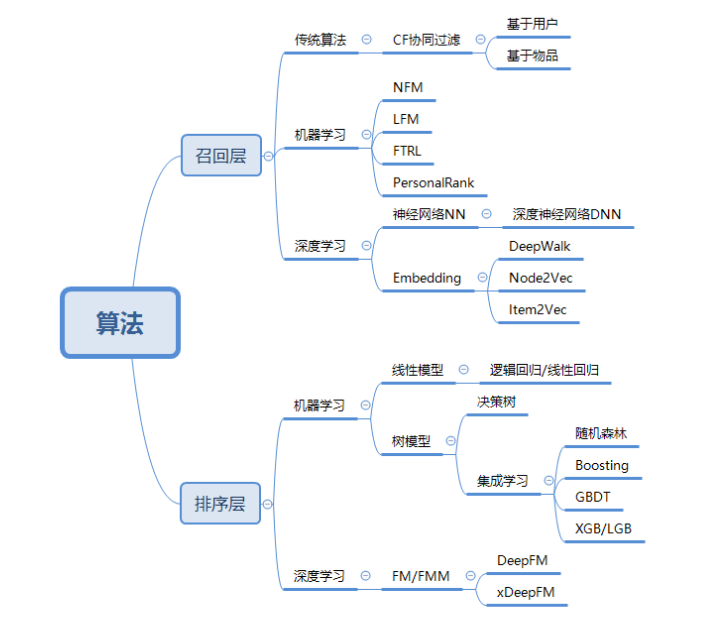 算法
召回层
传统算法
CF协同过滤
基于用户
基于物品
机器学习
NFM
LFM
FTRL
PersonalRank
深度学习
神经网络NN
深度神经网络DNN
Embedding
DeepWalk
Node2Vec
Item2Vec
排序层
机器学习
线性模型
逻辑回归/线性回归
树模型
决策树
集成学习
随机森林
Boosting
GBDT
XGB/LGB
深度学习
FM/FMM
DeepFM
xDeepFM